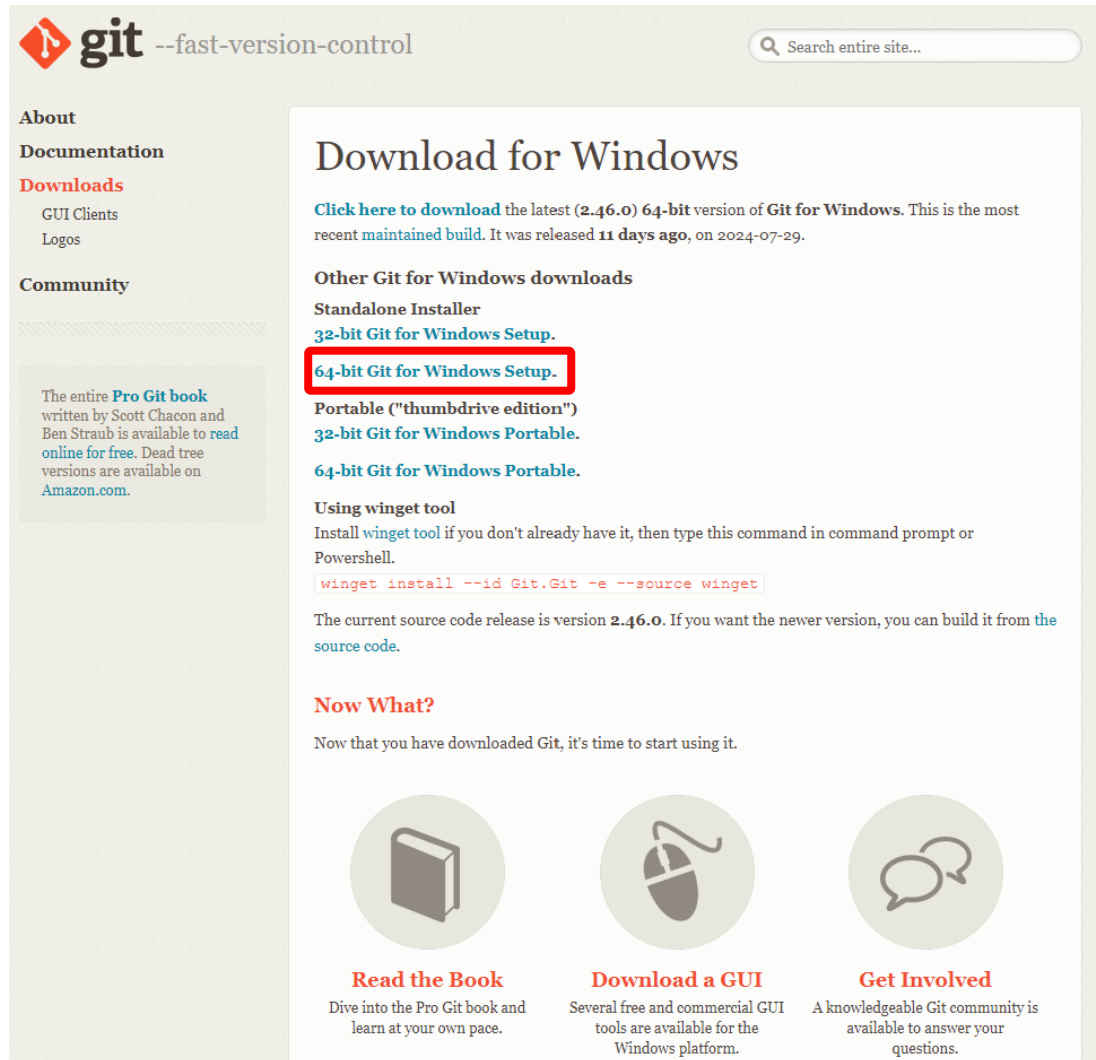 git --fast-version-control
Search entire site...
About
Documentation
Downloads
GUI Clients
Logos
Community
The entire Pro Git book
written by Scott Chacon and
Ben Straub is available to read
online for free. Dead tree
versions are available on
Amazon.com.
Download for Windows
Click here to download the latest (2.46.0) 64-bit version of Git for Windows. This is the most
recent maintained build. It was released 11 days ago, on 2024-07-29.
Other Git for Windows downloads
Standalone Installer
32-bit Git for Windows Setup.
64-bit Git for Windows Setup.
Portable ("thumbdrive edition")
32-bit Git for Windows Portable.
64-bit Git for Windows Portable.
Using winget tool
Install winget tool if you don't already have it, then type this command in command prompt or
Powershell.
winget install --id Git.Git -e --source winget
The current source code release is version 2.46.0. If you want the newer version, you can build it from the
source code.
Now What?
Now that you have downloaded Git, it's time to start using it.
Read the Book
Dive into the Pro Git book and
learn at your own pace.
Download a GUI
Several free and commercial GUI
tools are available for the
Windows platform.
Get Involved
A knowledgeable Git community is
available to answer your
questions.